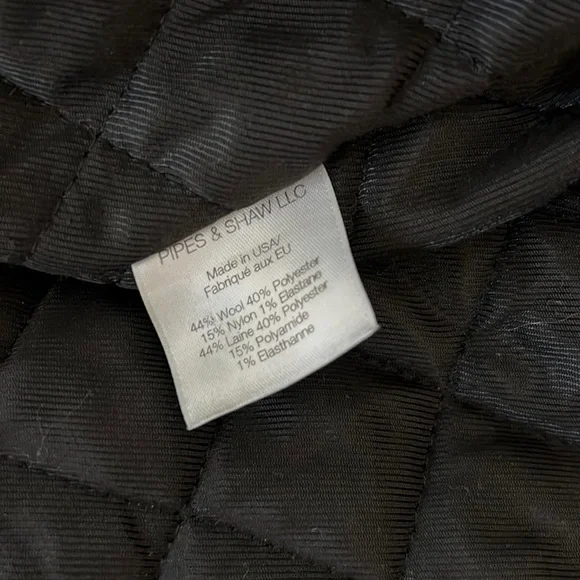 PIPES & SHAW LLC
Made in USA/
Fabriqué aux EU
44% Wool 40% Polyester
15% Nylon 1% Elastane
44% Laine 40% Polyester
15% Polyamide
1% Elasthanne